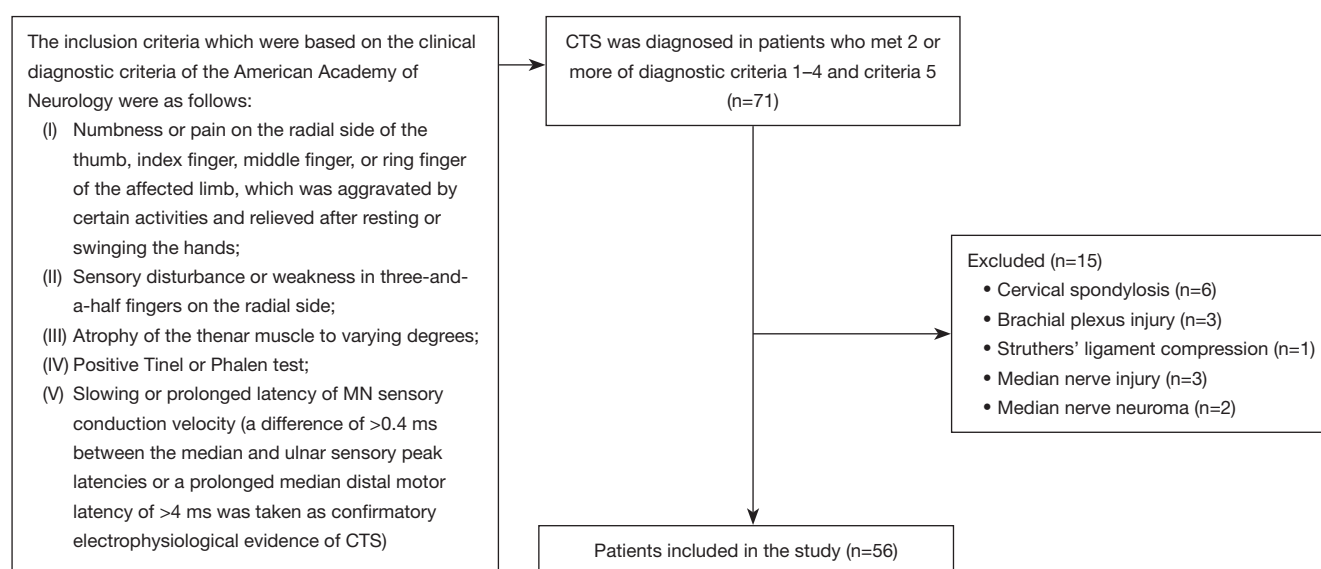 The inclusion criteria which were based on the clinical
diagnostic criteria of the American Academy of
Neurology were as follows:
(I) Numbness or pain on the radial side of the
thumb, index finger, middle finger, or ring finger
of the affected limb, which was aggravated by
certain activities and relieved after resting or
swinging the hands;
(II) Sensory disturbance or weakness in three-and-
a-half fingers on the radial side;
(III) Atrophy of the thenar muscle to varying degrees;
(IV) Positive Tinel or Phalen test;
(V) Slowing or prolonged latency of MN sensory
conduction velocity (a difference of >0.4 ms
between the median and ulnar sensory peak
latencies or a prolonged median distal motor
latency of >4 ms was taken as confirmatory
electrophysiological evidence of CTS)
CTS was diagnosed in patients who met 2 or
more of diagnostic criteria 1–4 and criteria 5
(n=71)
Excluded (n=15)
• Cervical spondylosis (n=6)
• Brachial plexus injury (n=3)
• Struthers’ ligament compression (n=1)
• Median nerve injury (n=3)
• Median nerve neuroma (n=2)
Patients included in the study (n=56)